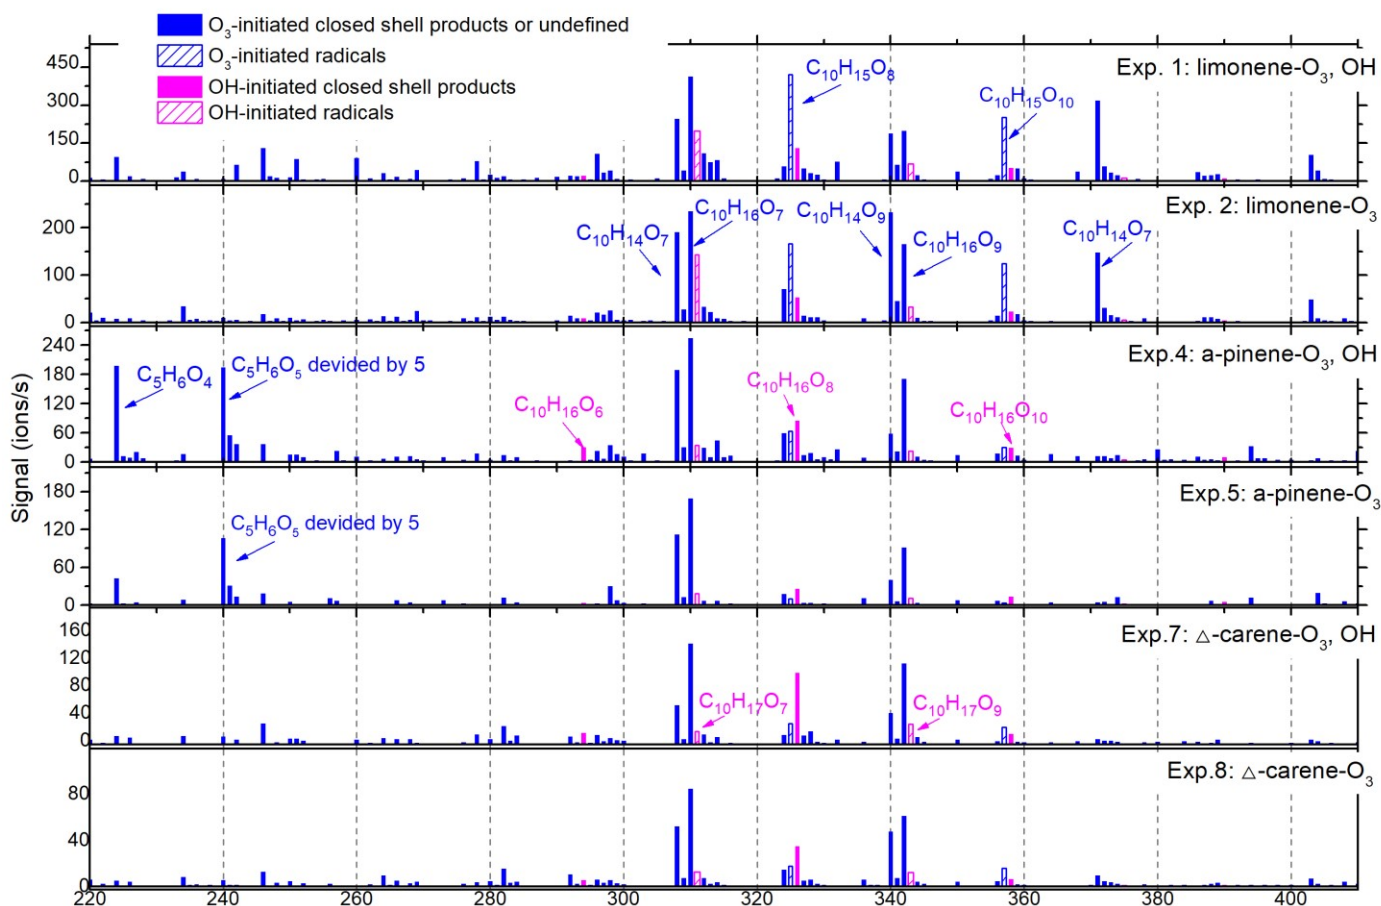 O₃-initiated closed shell products or undefined
O₃-initiated radicals
OH-initiated closed shell products
OH-initiated radicals
Signal (ions/s)
450
300
150
0
Exp. 1: limonene-O₃, OH
C₁₀H₁₅O₈
C₁₀H₁₅O₁₀
200
100
0
Exp. 2: limonene-O₃
C₁₀H₁₄O₇
C₁₀H₁₆O₇
C₁₀H₁₄O₉
C₁₀H₁₆O₉
C₁₀H₁₄O₇
240
180
120
60
0
Exp.4: a-pinene-O₃, OH
C₅H₆O₄
C₅H₆O₅ devided by 5
C₁₀H₁₆O₆
C₁₀H₁₆O₈
C₁₀H₁₆O₁₀
180
120
60
0
Exp.5: a-pinene-O₃
C₅H₆O₅ devided by 5
160
120
80
40
0
Exp.7: △-carene-O₃, OH
C₁₀H₁₇O₇
C₁₀H₁₇O₉
80
40
0
Exp.8: △-carene-O₃
220 240 260 280 300 320 340 360 380 400